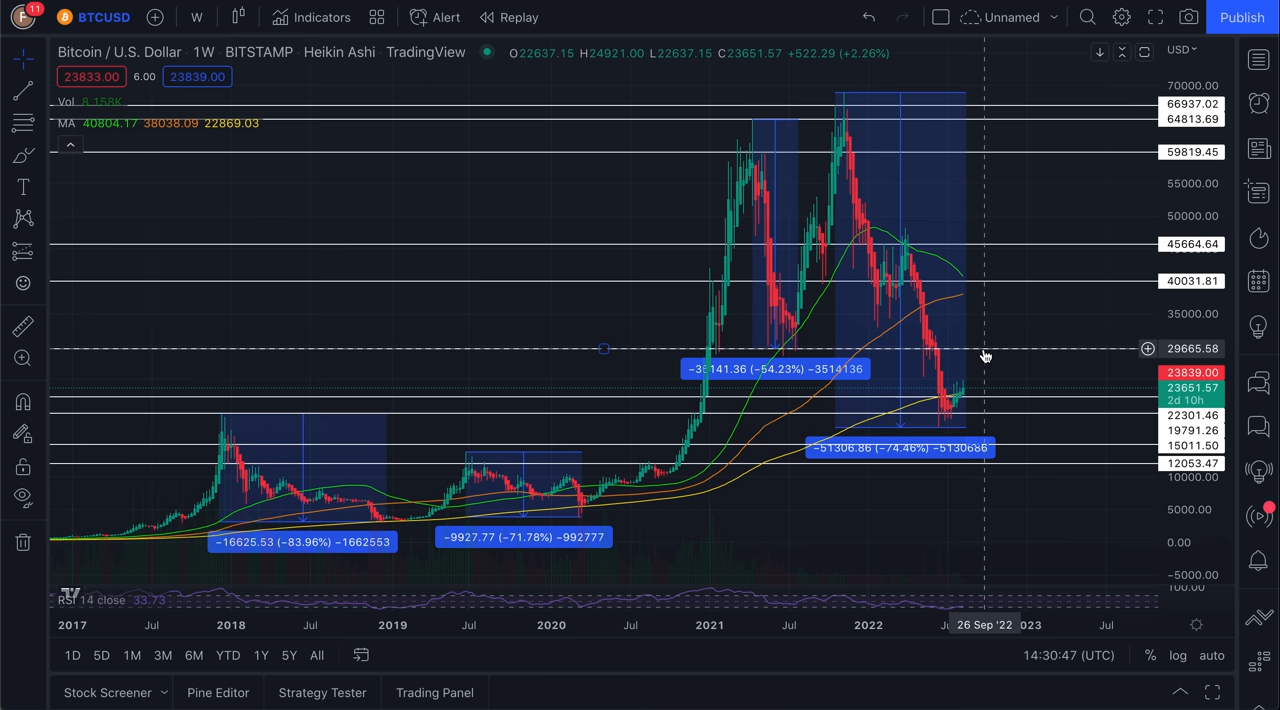 F 11 BTCUSD W Indicators Alert Replay Unnamed Publish
Bitcoin / U.S. Dollar · 1W · BITSTAMP · Heikin Ashi · TradingView O22637.15 H24921.00 L22637.15 C23651.57 +522.29 (+2.26%) USD
23833.00 6.00 23839.00
Vol 8.158K
MA 40804.17 38038.09 22869.03
70000.00
66937.02
64813.69
59819.45
55000.00
50000.00
45664.64
40031.81
35000.00
29665.58
23839.00
23651.57
2d 10h
22301.46
19791.26
15011.50
12053.47
10000.00
5000.00
0.00
−5000.00
100.00
−35141.36 (−54.23%) −3514136
−51306.86 (−74.46%) −5130686
−9927.77 (−71.78%) −992777
−16625.53 (−83.96%) −1662553
RSI 14 close 33.73
2017 Jul 2018 Jul 2019 Jul 2020 Jul 2021 Jul 2022 26 Sep '22 Jul
1D 5D 1M 3M 6M YTD 1Y 5Y All 14:30:47 (UTC) % log auto
Stock Screener Pine Editor Strategy Tester Trading Panel